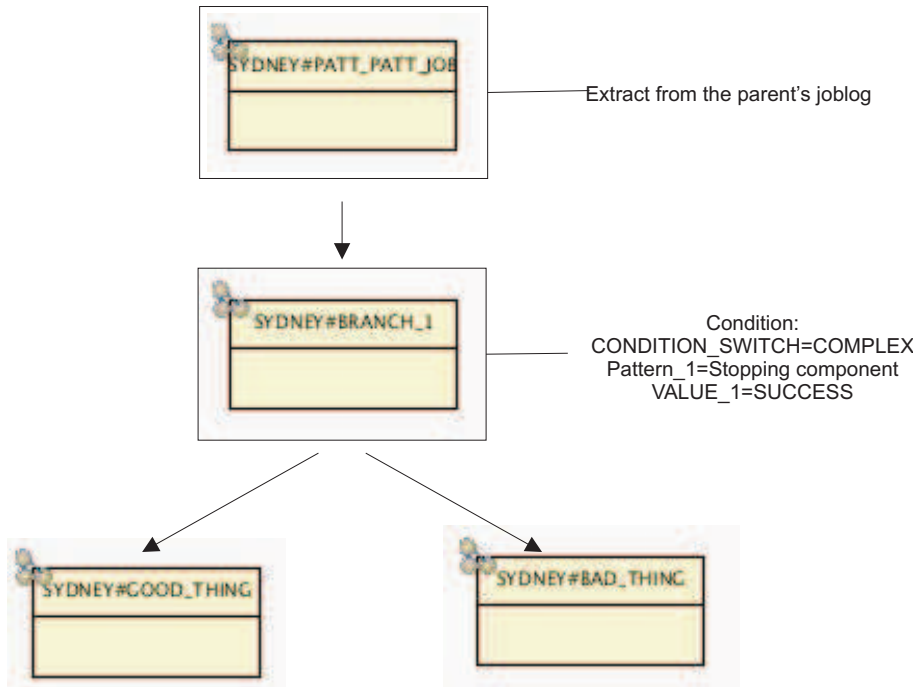 SYDNEY#PATT_PATT_JOB
Extract from the parent's joblog
SYDNEY#BRANCH_1
Condition:
CONDITION_SWITCH=COMPLEX
Pattern_1=Stopping component
VALUE_1=SUCCESS
SYDNEY#GOOD_THING
SYDNEY#BAD_THING